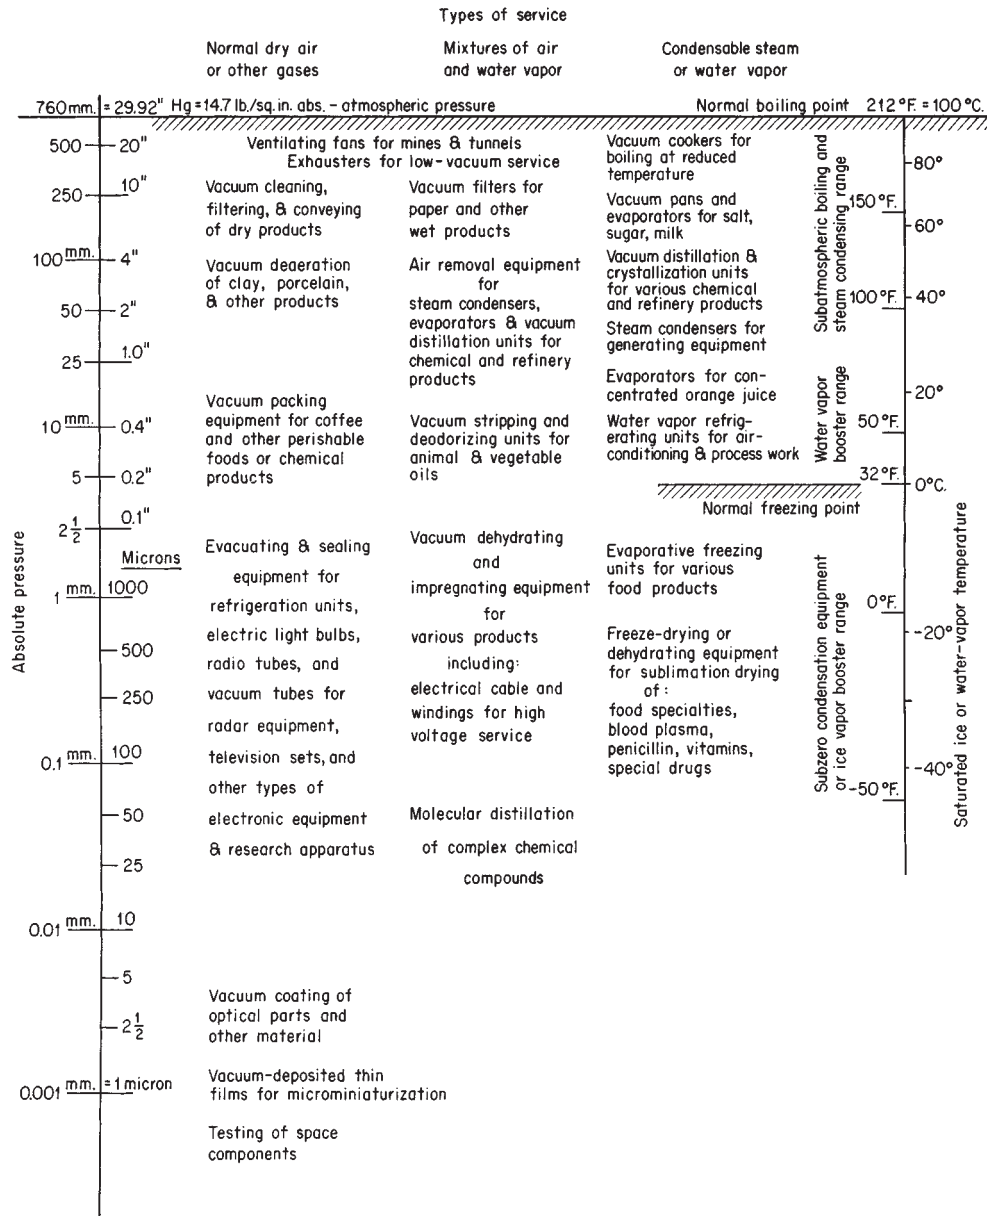 Types of service
Normal dry air
or other gases
Mixtures of air
and water vapor
Condensable steam
or water vapor
760 mm. = 29.92" Hg = 14.7 lb./sq. in. abs. – atmospheric pressure
Normal boiling point 212 °F. = 100 °C.
Absolute pressure
500 20"
250 10"
100 mm. 4"
50 2"
25 1.0"
10 mm. 0.4"
5 0.2"
2 1/2 0.1"
Microns
1 mm. 1000
500
250
0.1 mm. 100
50
25
0.01 mm. 10
5
2 1/2
0.001 mm. = 1 micron
Ventilating fans for mines & tunnels
Exhausters for low-vacuum service
Vacuum cleaning,
filtering, & conveying
of dry products
Vacuum deaeration
of clay, porcelain,
& other products
Vacuum packing
equipment for coffee
and other perishable
foods or chemical
products
Evacuating & sealing
equipment for
refrigeration units,
electric light bulbs,
radio tubes, and
vacuum tubes for
radar equipment,
television sets, and
other types of
electronic equipment
& research apparatus
Vacuum coating of
optical parts and
other material
Vacuum-deposited thin
films for microminiaturization
Testing of space
components
Vacuum filters for
paper and other
wet products
Air removal equipment
for
steam condensers,
evaporators & vacuum
distillation units for
chemical and refinery
products
Vacuum stripping and
deodorizing units for
animal & vegetable
oils
Vacuum dehydrating
and
impregnating equipment
for
various products
including:
electrical cable and
windings for high
voltage service
Molecular distillation
of complex chemical
compounds
Vacuum cookers for
boiling at reduced
temperature
Vacuum pans and
evaporators for salt,
sugar, milk
Vacuum distillation &
crystallization units
for various chemical
and refinery products
Steam condensers for
generating equipment
Evaporators for con-
centrated orange juice
Water vapor refrig-
erating units for air-
conditioning & process work
Normal freezing point
Evaporative freezing
units for various
food products
Freeze-drying or
dehydrating equipment
for sublimation drying
of:
food specialties,
blood plasma,
penicillin, vitamins,
special drugs
Subatmospheric boiling and
steam condensing range
Water vapor
booster range
Subzero condensation equipment
or ice vapor booster range
150 °F.
100 °F.
50 °F.
32 °F.
0 °F.
-50 °F.
80°
60°
40°
20°
0 °C.
-20°
-40°
Saturated ice or water-vapor temperature